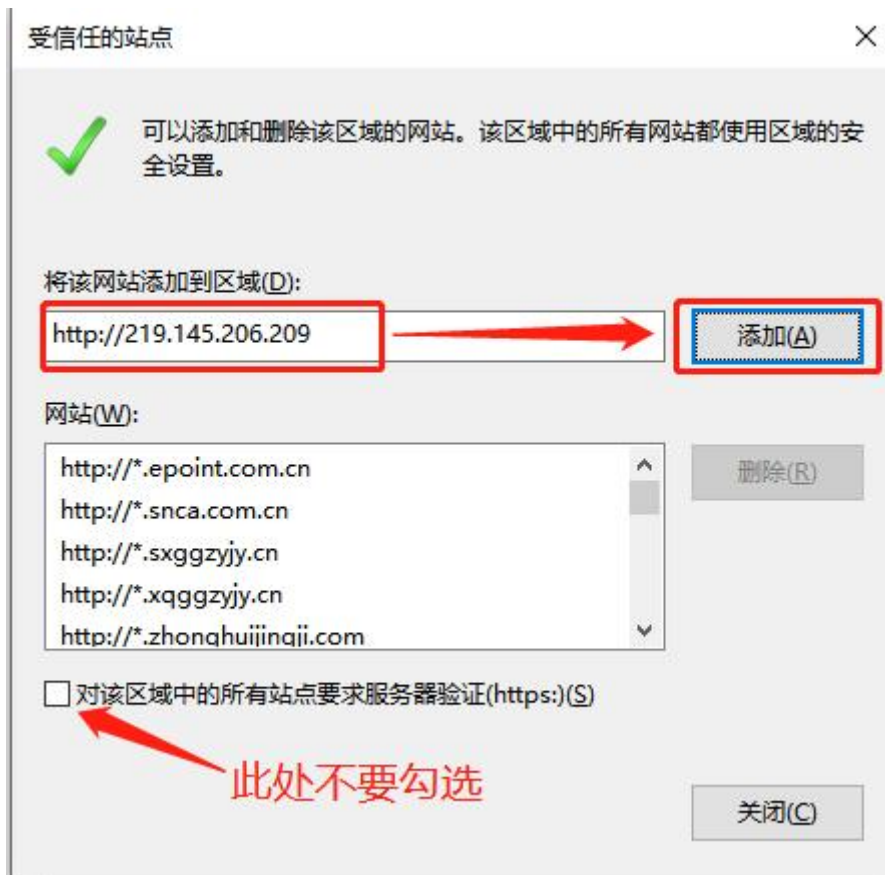 受信任的站点
可以添加和删除该区域的网站。该区域中的所有网站都使用区域的安
全设置。
将该网站添加到区域(D):
http://219.145.206.209
添加(A)
网站(W):
http://*.epoint.com.cn
删除(R)
http://*.snca.com.cn
http://*.sxggzyjy.cn
http://*.xqggzyjy.cn
http://*.zhonghuijingji.com
对该区域中的所有站点要求服务器验证(https:)(S)
此处不要勾选
关闭(C)